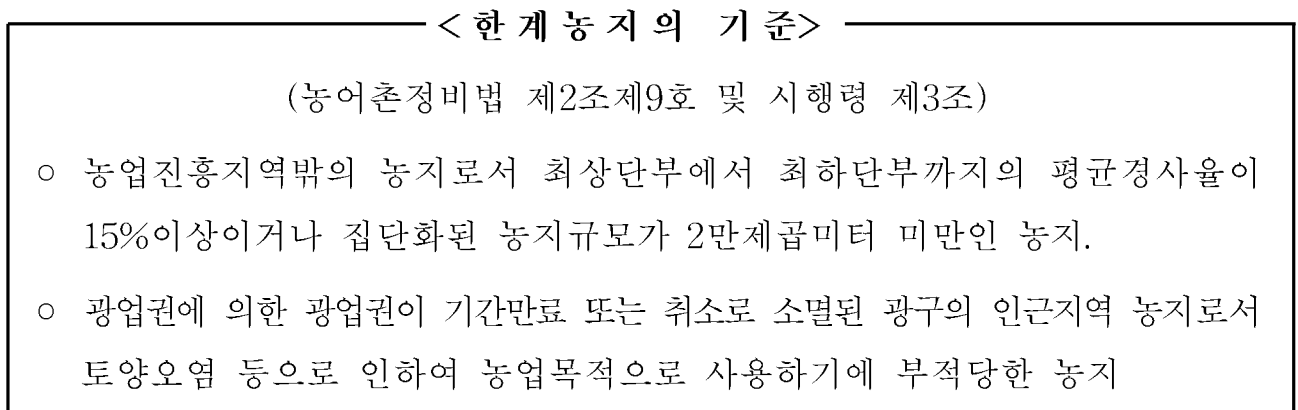 <한계농지의 기준>
(농어촌정비법 제2조제9호 및 시행령 제3조)
○ 농업진흥지역밖의 농지로서 최상단부에서 최하단부까지의 평균경사율이
15%이상이거나 집단화된 농지규모가 2만제곱미터 미만인 농지.
○ 광업권에 의한 광업권이 기간만료 또는 취소로 소멸된 광구의 인근지역 농지로서
토양오염 등으로 인하여 농업목적으로 사용하기에 부적당한 농지